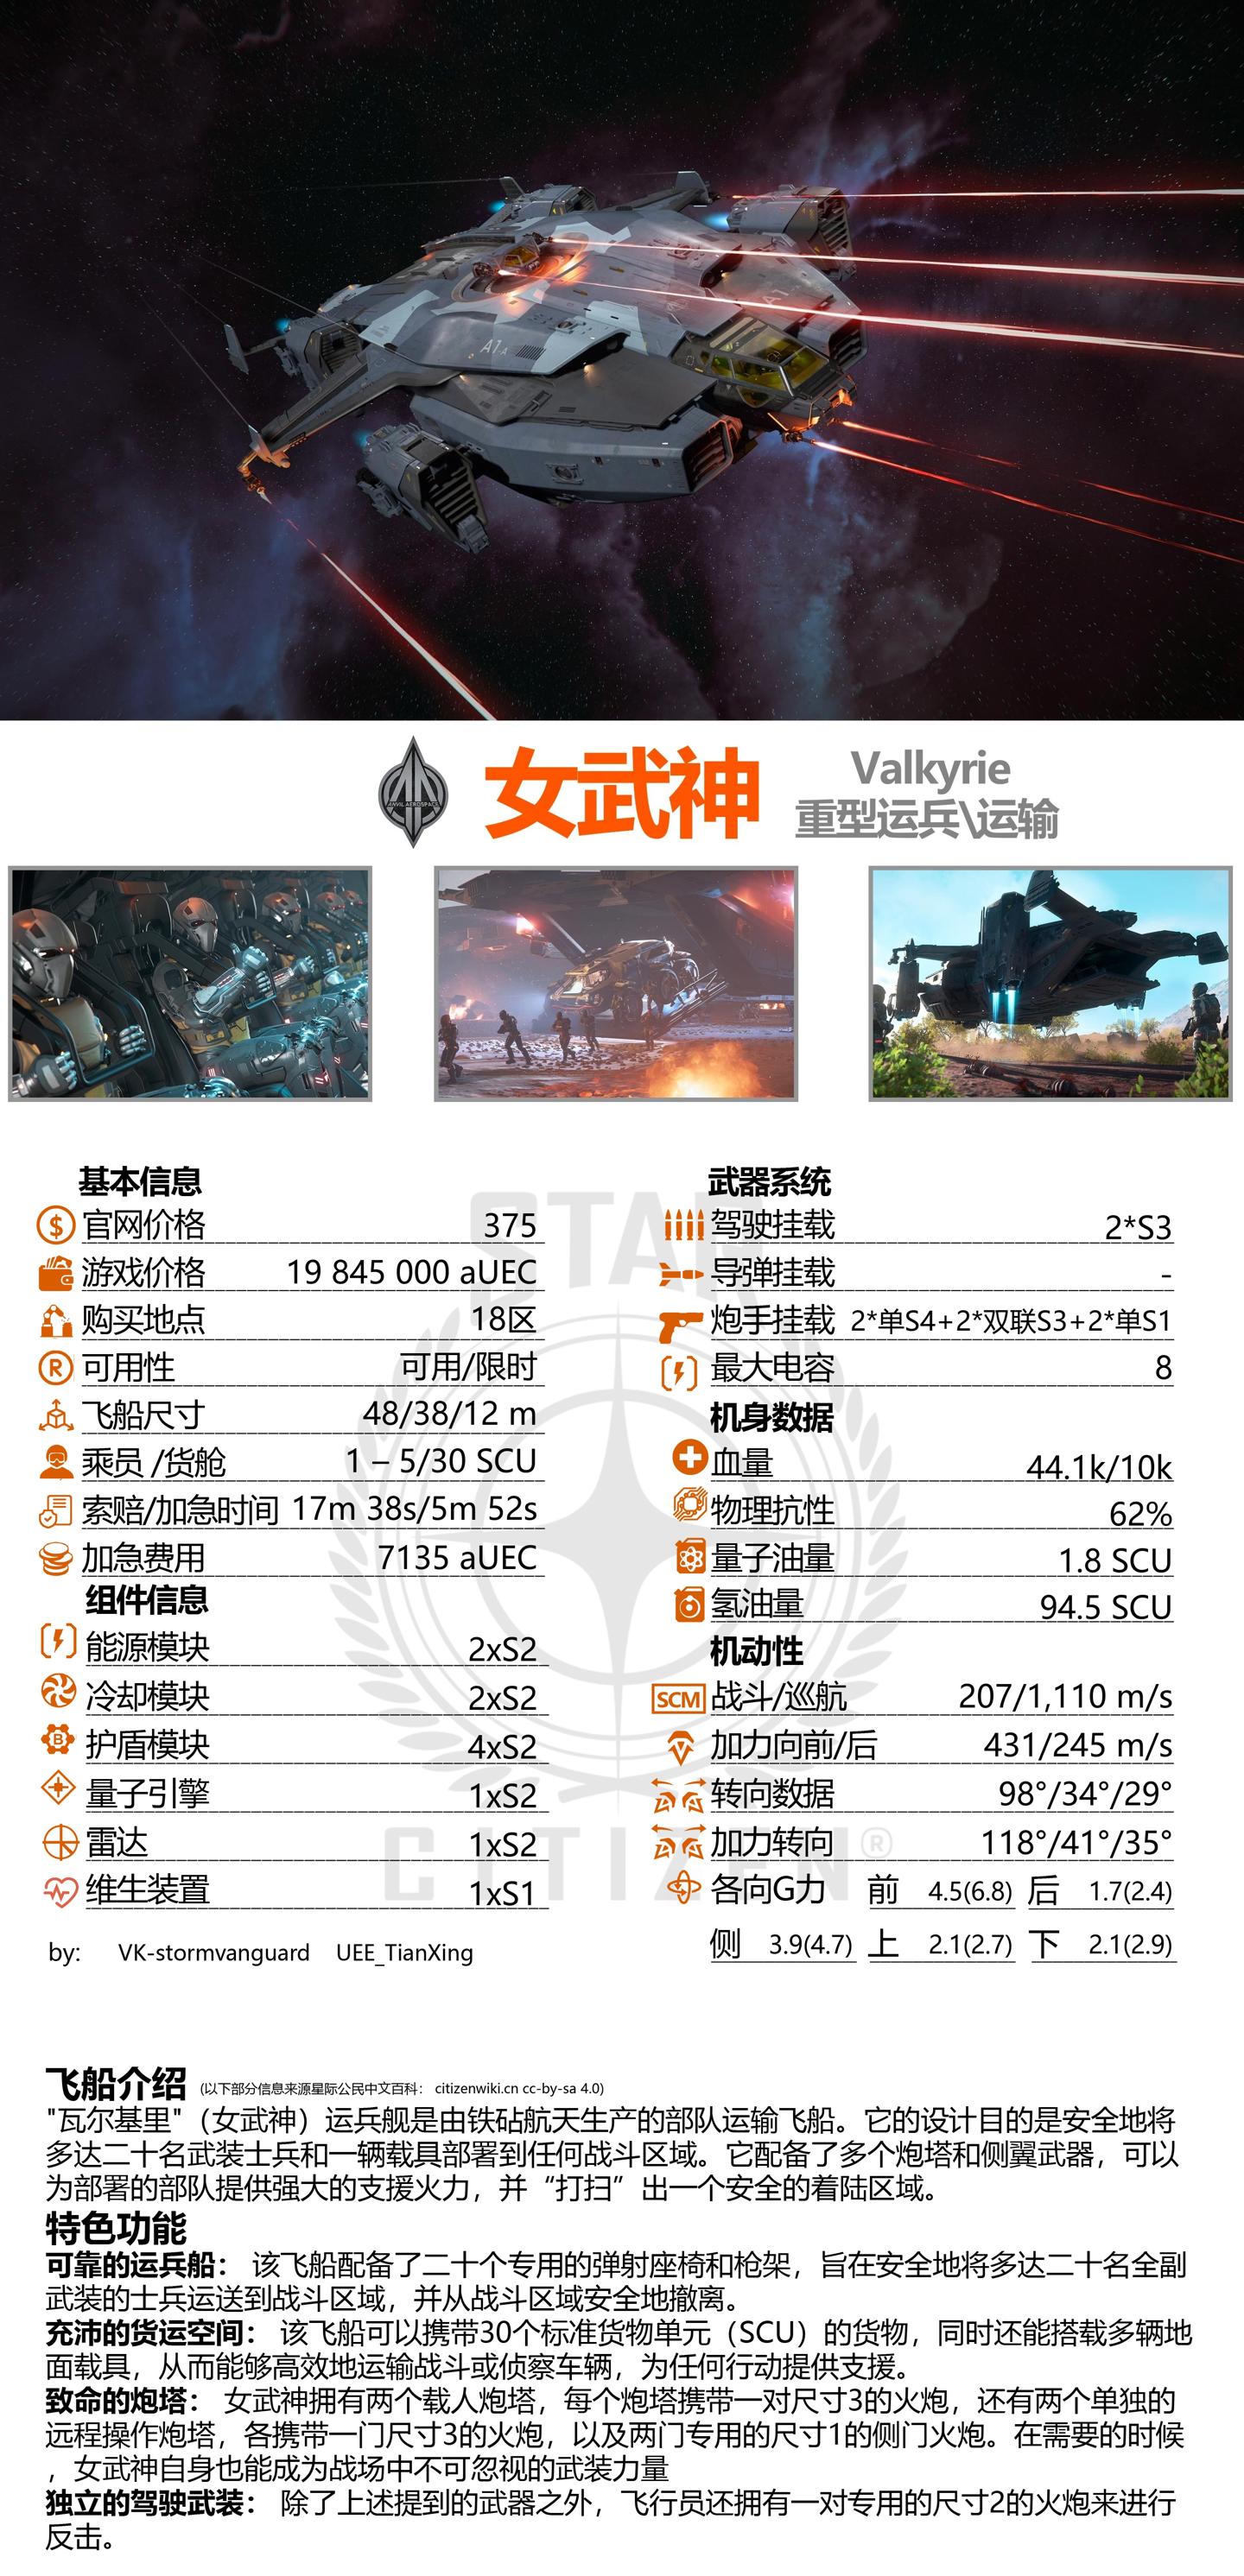 A1
ANVIL AEROSPACE
女武神
Valkyrie
重型运兵\运输
STAR
CITIZEN®
基本信息
官网价格 375
游戏价格 19 845 000 aUEC
购买地点 18区
可用性 可用/限时
飞船尺寸 48/38/12 m
乘员 /货舱 1 – 5/30 SCU
索赔/加急时间 17m 38s/5m 52s
加急费用 7135 aUEC
组件信息
能源模块 2xS2
冷却模块 2xS2
护盾模块 4xS2
量子引擎 1xS2
雷达 1xS2
维生装置 1xS1
by: VK-stormvanguard UEE_TianXing
武器系统
驾驶挂载 2*S3
导弹挂载 -
炮手挂载 2*单S4+2*双联S3+2*单S1
最大电容 8
机身数据
血量 44.1k/10k
物理抗性 62%
量子油量 1.8 SCU
氢油量 94.5 SCU
机动性
SCM 战斗/巡航 207/1,110 m/s
加力向前/后 431/245 m/s
转向数据 98°/34°/29°
加力转向 118°/41°/35°
各向G力 前 4.5(6.8) 后 1.7(2.4)
侧 3.9(4.7) 上 2.1(2.7) 下 2.1(2.9)
飞船介绍 (以下部分信息来源星际公民中文百科： citizenwiki.cn cc-by-sa 4.0)
"瓦尔基里"（女武神）运兵舰是由铁砧航天生产的部队运输飞船。它的设计目的是安全地将
多达二十名武装士兵和一辆载具部署到任何战斗区域。它配备了多个炮塔和侧翼武器，可以
为部署的部队提供强大的支援火力，并“打扫”出一个安全的着陆区域。
特色功能
可靠的运兵船： 该飞船配备了二十个专用的弹射座椅和枪架，旨在安全地将多达二十名全副
武装的士兵运送到战斗区域，并从战斗区域安全地撤离。
充沛的货运空间： 该飞船可以携带30个标准货物单元（SCU）的货物，同时还能搭载多辆地
面载具，从而能够高效地运输战斗或侦察车辆，为任何行动提供支援。
致命的炮塔： 女武神拥有两个载人炮塔，每个炮塔携带一对尺寸3的火炮，还有两个单独的
远程操作炮塔，各携带一门尺寸3的火炮，以及两门专用的尺寸1的侧门火炮。在需要的时候
，女武神自身也能成为战场中不可忽视的武装力量
独立的驾驶武装： 除了上述提到的武器之外，飞行员还拥有一对专用的尺寸2的火炮来进行
反击。